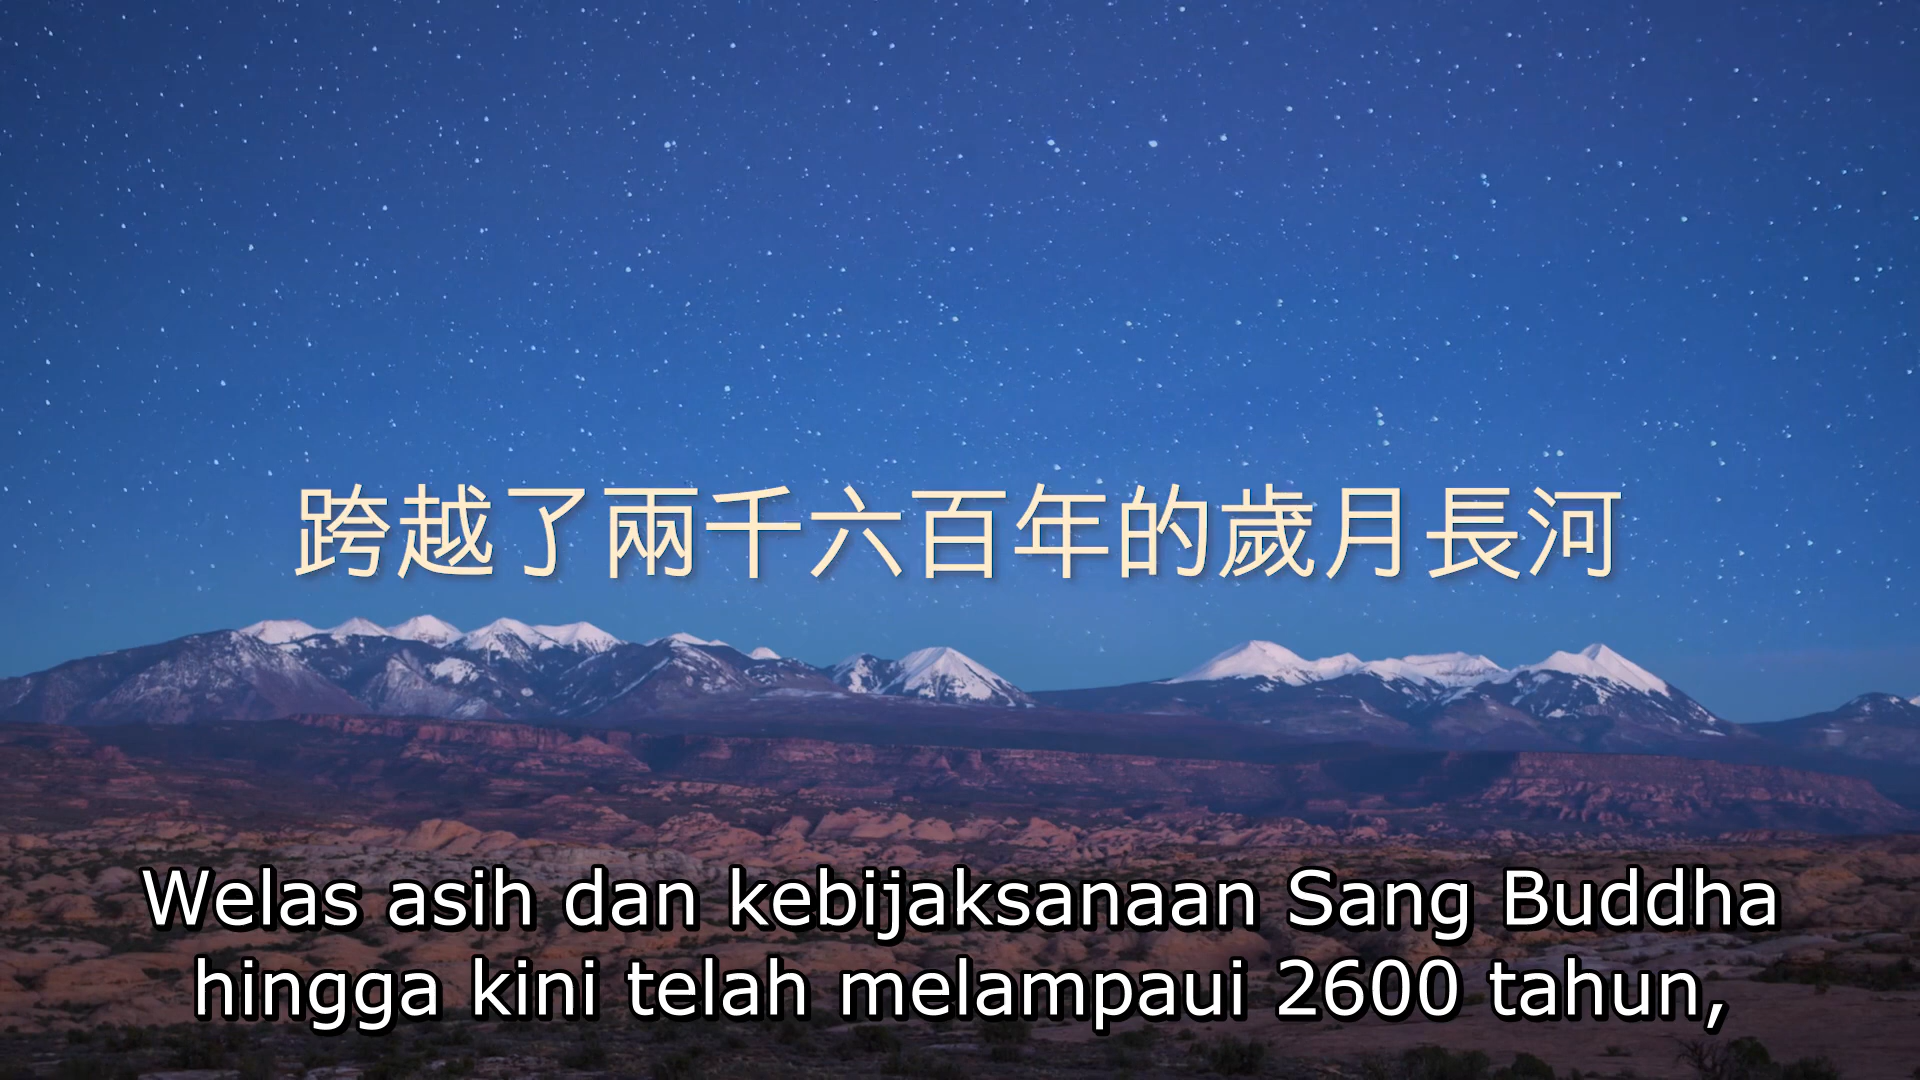 跨越了兩千六百年的歲月長河
Welas asih dan kebijaksanaan Sang Buddha
hingga kini telah melampaui 2600 tahun,